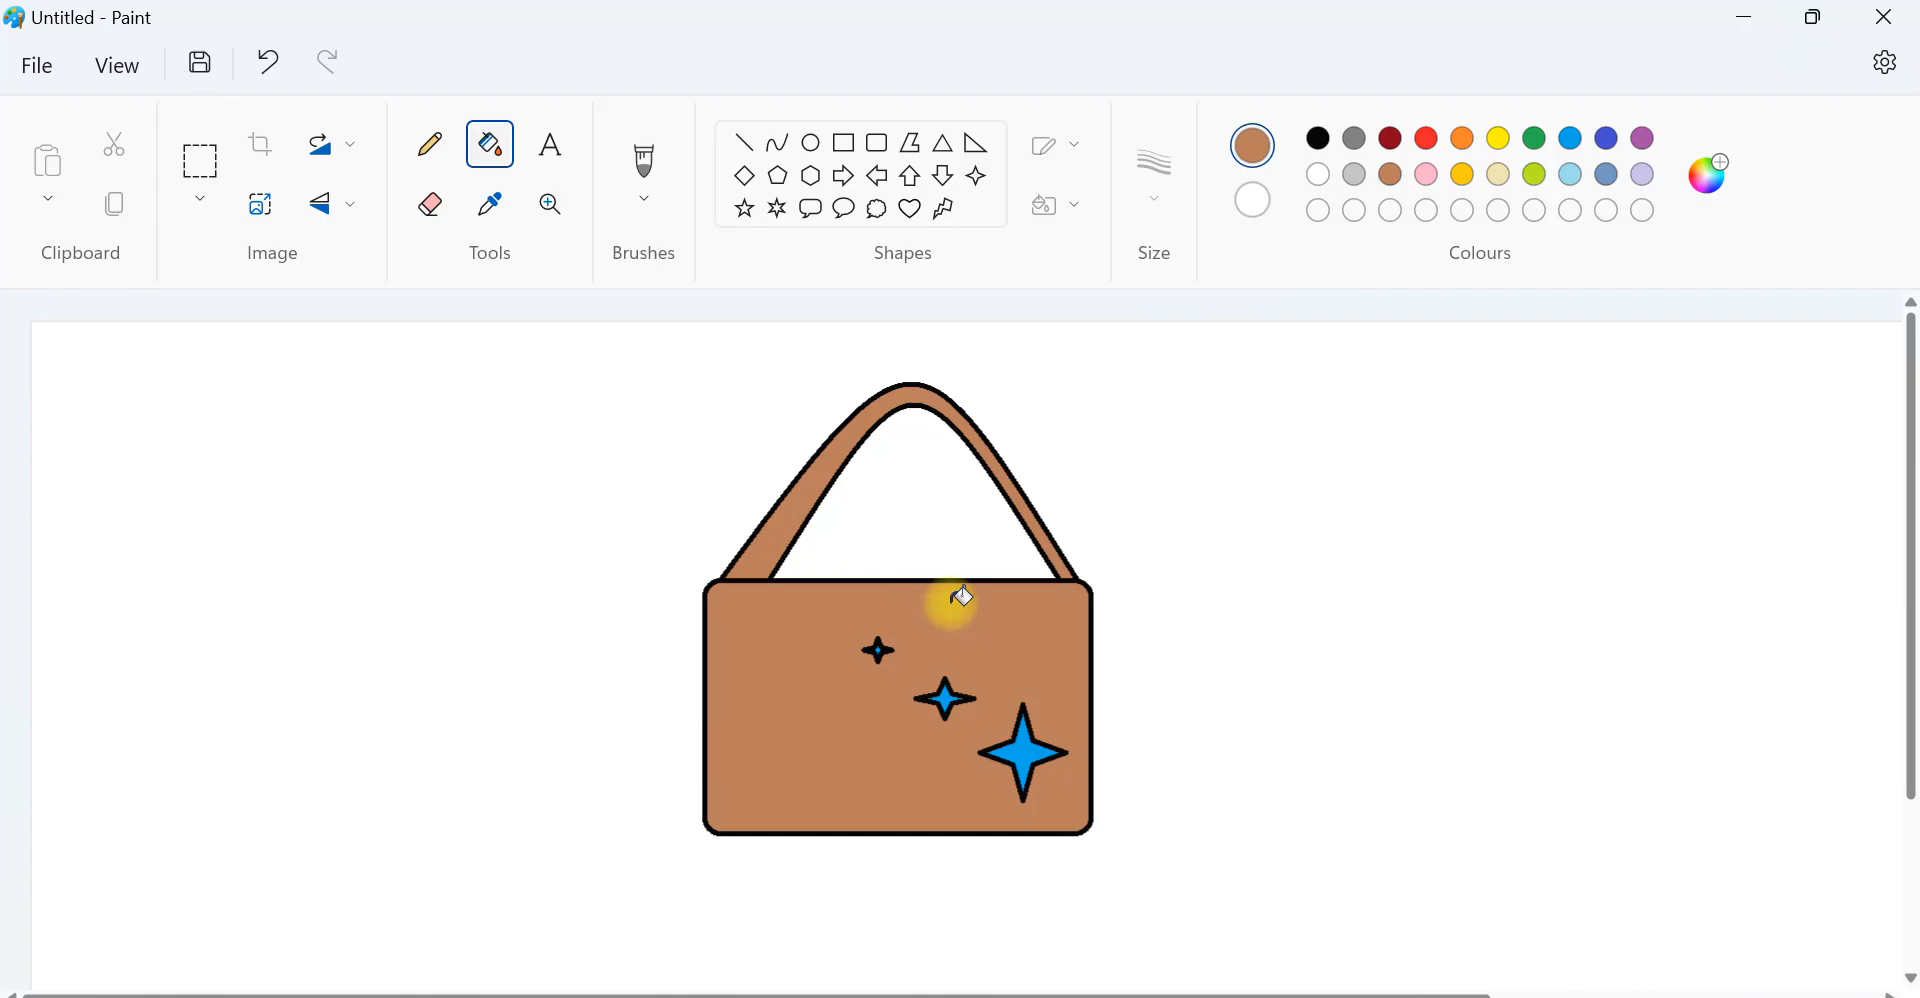 Untitled - Paint
File View
Clipboard Image Tools Brushes Shapes Size Colours